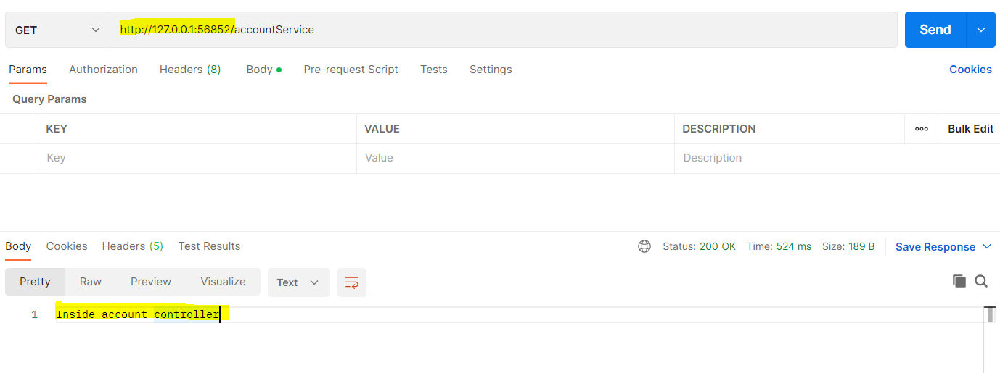 GET http://127.0.0.1:56852/accountService Send
Params Authorization Headers (8) Body Pre-request Script Tests Settings Cookies
Query Params
KEY VALUE DESCRIPTION ooo Bulk Edit
Key Value Description
Body Cookies Headers (5) Test Results Status: 200 OK Time: 524 ms Size: 189 B Save Response
Pretty Raw Preview Visualize Text
1 Inside account controller